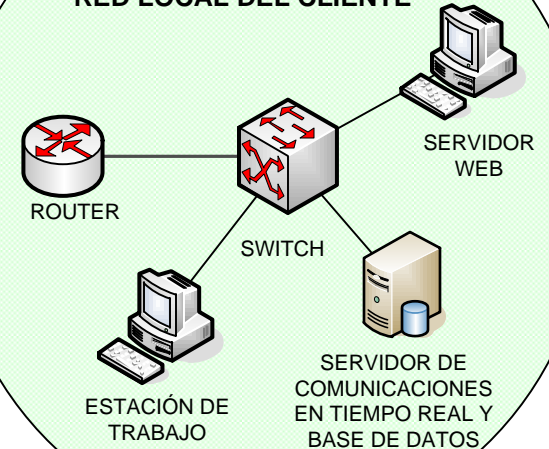 RED LOCAL DEL CLIENTE
SERVIDOR
WEB
ROUTER
SWITCH
ESTACIÓN DE
TRABAJO
SERVIDOR DE
COMUNICACIONES
EN TIEMPO REAL Y
BASE DE DATOS